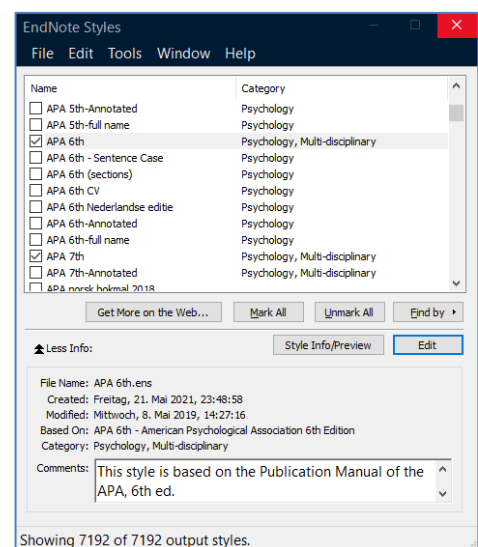 EndNote Styles
File Edit Tools Window Help
Name Category
APA 5th-Annotated Psychology
APA 5th-full name Psychology
APA 6th Psychology, Multi-disciplinary
APA 6th - Sentence Case Psychology
APA 6th (sections) Psychology
APA 6th CV Psychology
APA 6th Nederlandse editie Psychology
APA 6th-Annotated Psychology
APA 6th-full name Psychology
APA 7th Psychology, Multi-disciplinary
APA 7th-Annotated Psychology
APA norsk bokmal 2018
Get More on the Web... Mark All Unmark All Find by
Less Info: Style Info/Preview Edit
File Name: APA 6th.ens
Created: Freitag, 21. Mai 2021, 23:48:58
Modified: Mittwoch, 8. Mai 2019, 14:27:16
Based On: APA 6th - American Psychological Association 6th Edition
Category: Psychology, Multi-disciplinary
Comments: This style is based on the Publication Manual of the
APA, 6th ed.
Showing 7192 of 7192 output styles.